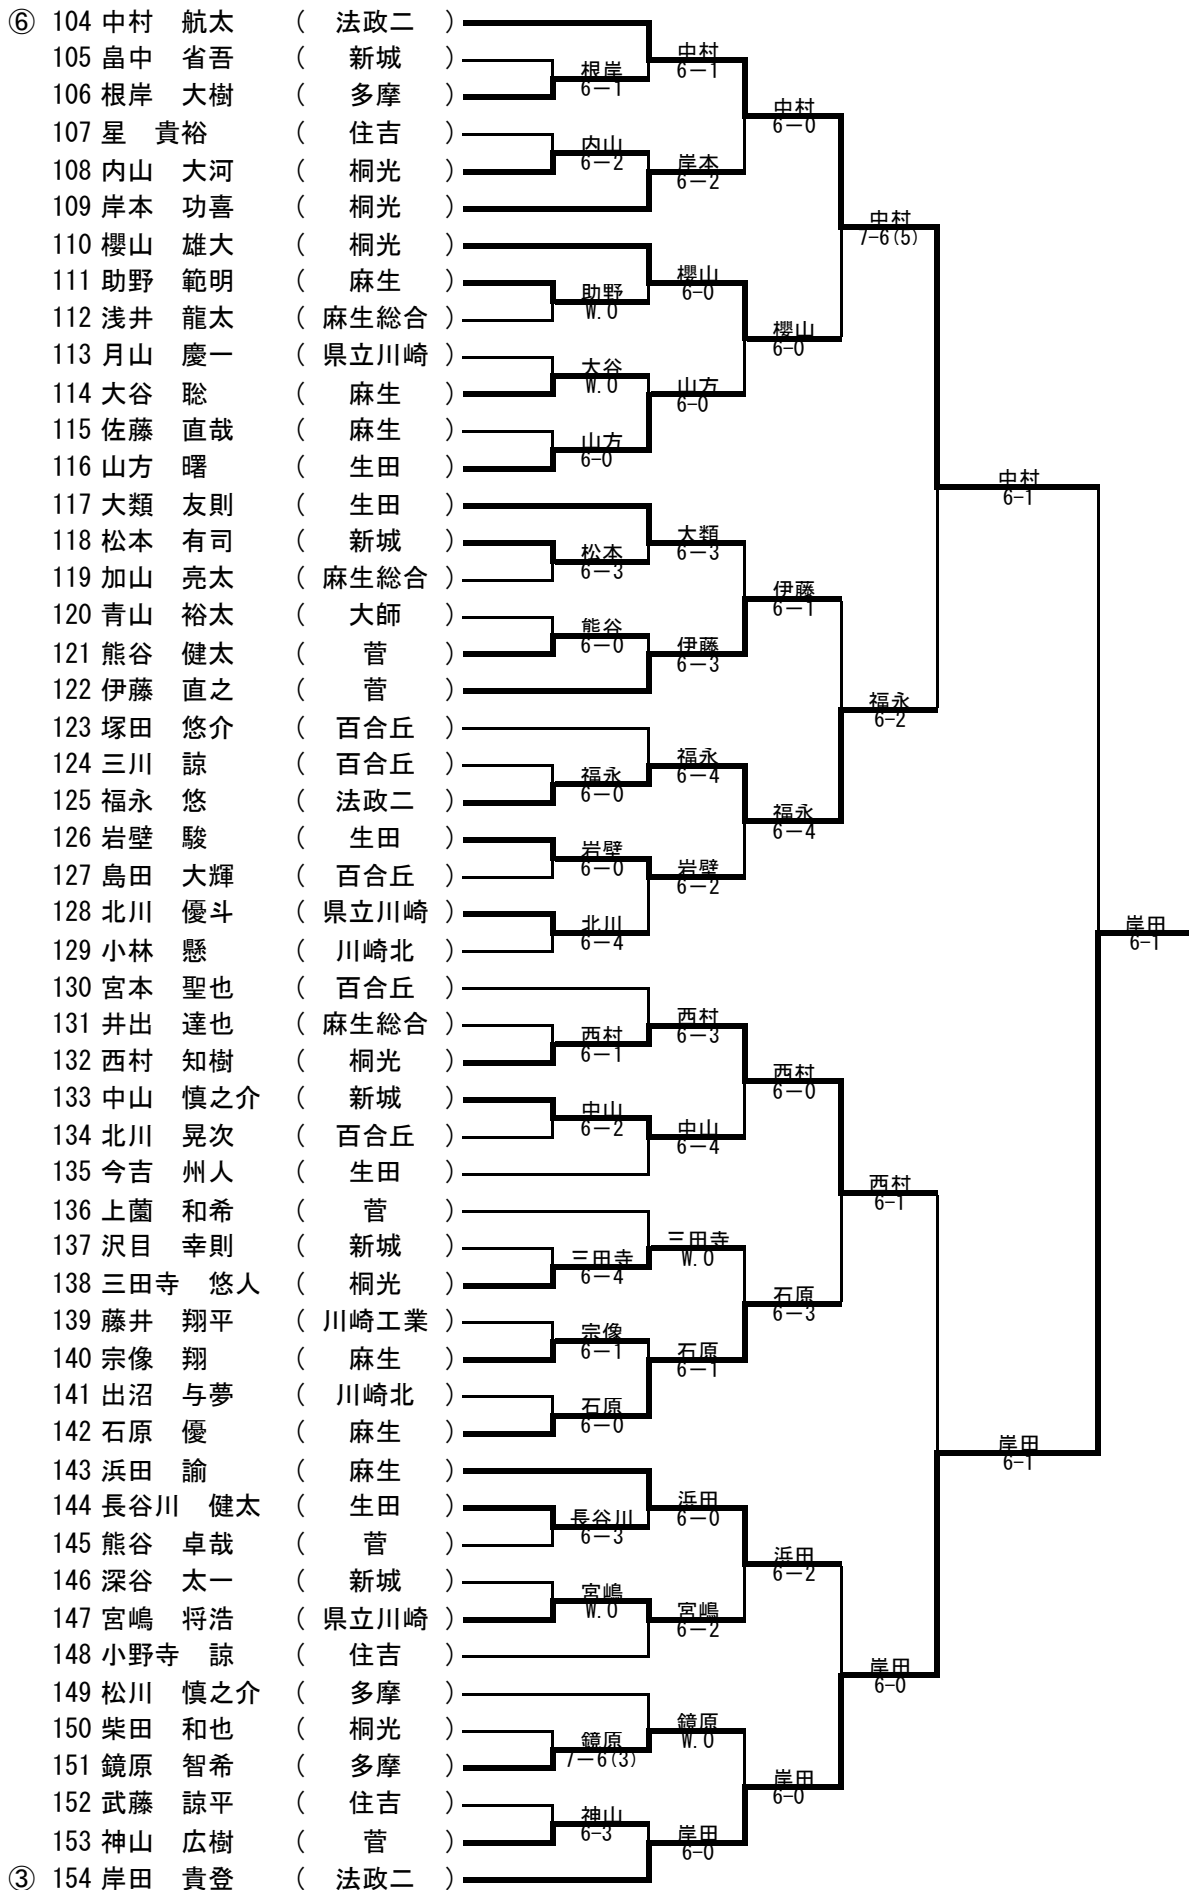 ⑥ 104 中村 航太 ( 法政二 )
105 畠中 省吾 ( 新城 )
106 根岸 大樹 ( 多摩 )
107 星 貴裕 ( 住吉 )
108 内山 大河 ( 桐光 )
109 岸本 功喜 ( 桐光 )
110 櫻山 雄大 ( 桐光 )
111 助野 範明 ( 麻生 )
112 浅井 龍太 ( 麻生総合 )
113 月山 慶一 ( 県立川崎 )
114 大谷 聡 ( 麻生 )
115 佐藤 直哉 ( 麻生 )
116 山方 曙 ( 生田 )
117 大類 友則 ( 生田 )
118 松本 有司 ( 新城 )
119 加山 亮太 ( 麻生総合 )
120 青山 裕太 ( 大師 )
121 熊谷 健太 ( 菅 )
122 伊藤 直之 ( 菅 )
123 塚田 悠介 ( 百合丘 )
124 三川 諒 ( 百合丘 )
125 福永 悠 ( 法政二 )
126 岩壁 駿 ( 生田 )
127 島田 大輝 ( 百合丘 )
128 北川 優斗 ( 県立川崎 )
129 小林 懸 ( 川崎北 )
130 宮本 聖也 ( 百合丘 )
131 井出 達也 ( 麻生総合 )
132 西村 知樹 ( 桐光 )
133 中山 慎之介 ( 新城 )
134 北川 晃次 ( 百合丘 )
135 今吉 州人 ( 生田 )
136 上薗 和希 ( 菅 )
137 沢目 幸則 ( 新城 )
138 三田寺 悠人 ( 桐光 )
139 藤井 翔平 ( 川崎工業 )
140 宗像 翔 ( 麻生 )
141 出沼 与夢 ( 川崎北 )
142 石原 優 ( 麻生 )
143 浜田 諭 ( 麻生 )
144 長谷川 健太 ( 生田 )
145 熊谷 卓哉 ( 菅 )
146 深谷 太一 ( 新城 )
147 宮嶋 将浩 ( 県立川崎 )
148 小野寺 諒 ( 住吉 )
149 松川 慎之介 ( 多摩 )
150 柴田 和也 ( 桐光 )
151 鏡原 智希 ( 多摩 )
152 武藤 諒平 ( 住吉 )
153 神山 広樹 ( 菅 )
③ 154 岸田 貴登 ( 法政二 )
根岸
6－1
内山
6－2
助野
W.O
大谷
W.O
山方
6-0
松本
6－3
熊谷
6－0
福永
6－0
岩壁
6－0
北川
6－4
西村
6－1
中山
6－2
三田寺
6－4
宗像
6－1
石原
6－0
長谷川
6－3
宮嶋
W.O
鏡原
7－6(3)
神山
6-3
中村
6－1
岸本
6－2
櫻山
6-0
山方
6-0
大類
6－3
伊藤
6－3
福永
6－4
岩壁
6－2
西村
6－3
中山
6－4
三田寺
W.O
石原
6－1
浜田
6－0
宮嶋
6－2
鏡原
W.O
岸田
6-0
中村
6－0
櫻山
6-0
伊藤
6－1
福永
6－4
西村
6－0
石原
6－3
浜田
6－2
岸田
6-0
中村
7-6(5)
福永
6-2
西村
6-1
岸田
6-0
中村
6-1
岸田
6-1
岸田
6-1